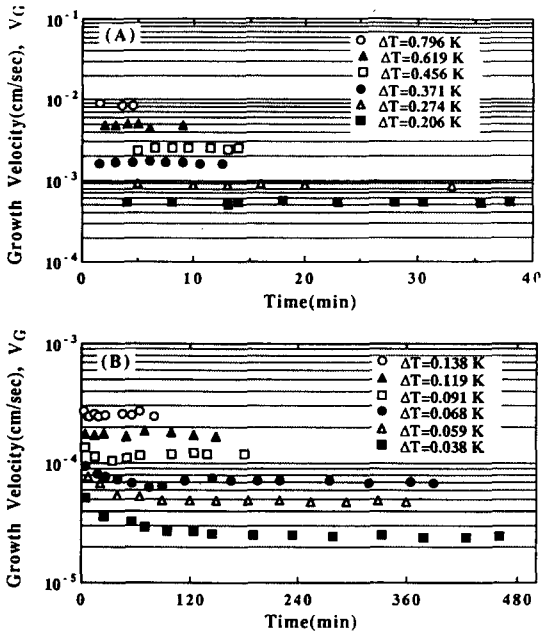 10⁻¹
(A)
○ ΔT=0.796 K
▲ ΔT=0.619 K
□ ΔT=0.456 K
● ΔT=0.371 K
△ ΔT=0.274 K
■ ΔT=0.206 K
10⁻²
10⁻³
10⁻⁴
Growth Velocity(cm/sec), VG
0 10 20 30 40
Time(min)
10⁻³
(B)
○ ΔT=0.138 K
▲ ΔT=0.119 K
□ ΔT=0.091 K
● ΔT=0.068 K
△ ΔT=0.059 K
■ ΔT=0.038 K
10⁻⁴
10⁻⁵
Growth Velocity(cm/sec), VG
0 120 240 360 480
Time(min)